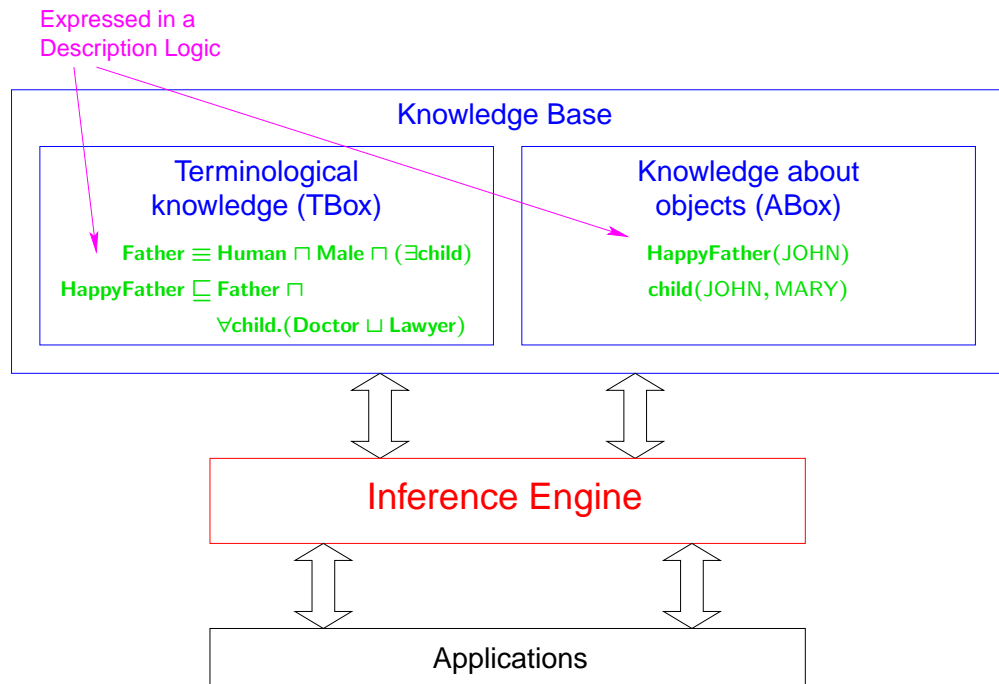 Expressed in a
Description Logic
Knowledge Base
Terminological
knowledge (TBox)
Father ≡ Human ⊓ Male ⊓ (∃child)
HappyFather ⊑ Father ⊓
∀child.(Doctor ⊔ Lawyer)
Knowledge about
objects (ABox)
HappyFather(JOHN)
child(JOHN, MARY)
Inference Engine
Applications